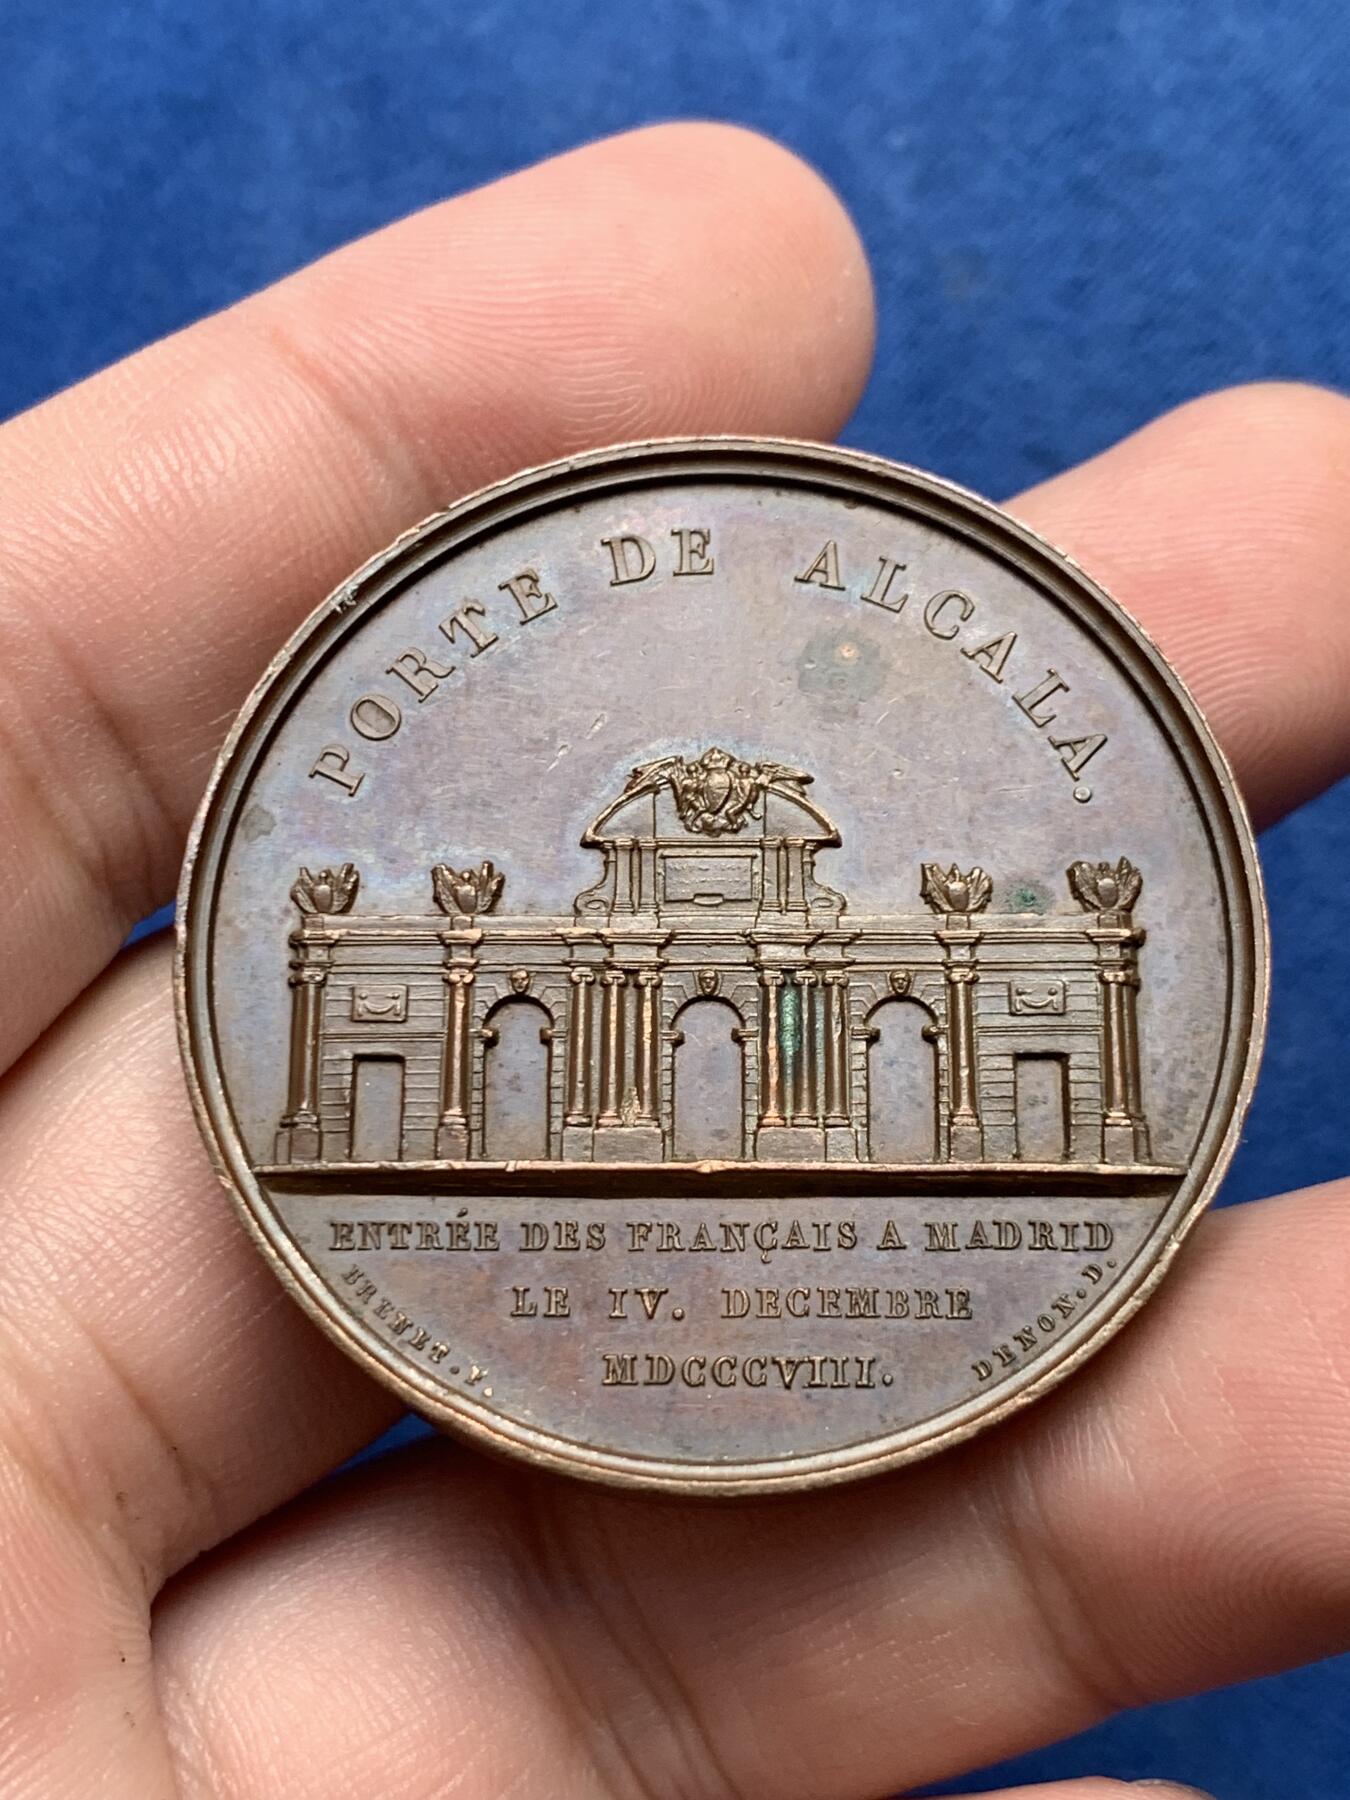 PORTE DE ALCALA.
ENTRÉE DES FRANÇAIS A MADRID
LE IV. DECEMBRE
MDCCCVIII.
BRENET. F.
DENON. D.